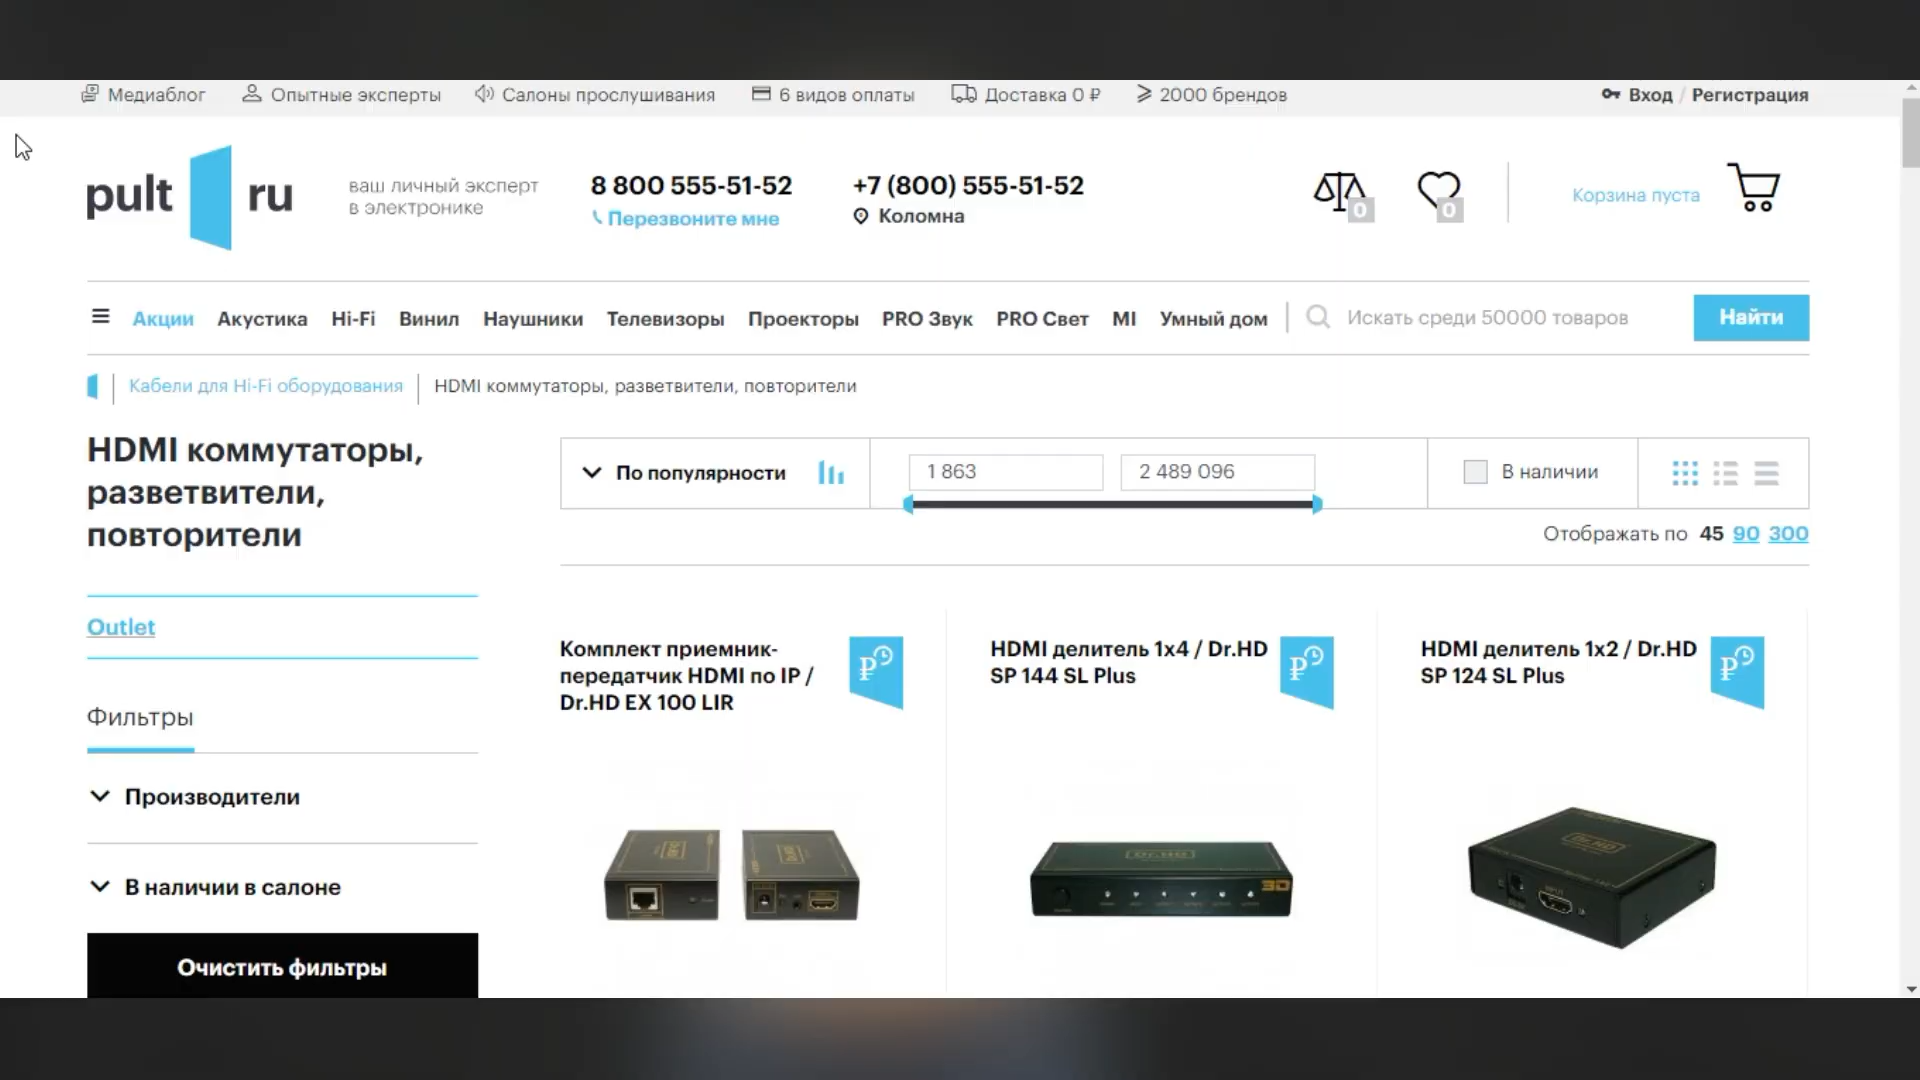 Медиаблог Опытные эксперты Салоны прослушивания 6 видов оплаты Доставка 0 ₽ 2000 брендов Вход / Регистрация
pult ru
ваш личный эксперт
в электронике
8 800 555-51-52
Перезвоните мне
+7 (800) 555-51-52
Коломна
0
0
Корзина пуста
Акции Акустика Hi-Fi Винил Наушники Телевизоры Проекторы PRO Звук PRO Свет MI Умный дом Искать среди 50000 товаров Найти
Кабели для Hi-Fi оборудования HDMI коммутаторы, разветвители, повторители
HDMI коммутаторы,
разветвители,
повторители
По популярности 1 863 2 489 096 В наличии
Отображать по 45 90 300
Outlet
Фильтры
Производители
В наличии в салоне
Очистить фильтры
Комплект приемник-
передатчик HDMI по IP /
Dr.HD EX 100 LIR
₽
HDMI делитель 1x4 / Dr.HD
SP 144 SL Plus
₽
HDMI делитель 1x2 / Dr.HD
SP 124 SL Plus
₽
Dr.HD
3D
Dr.HD